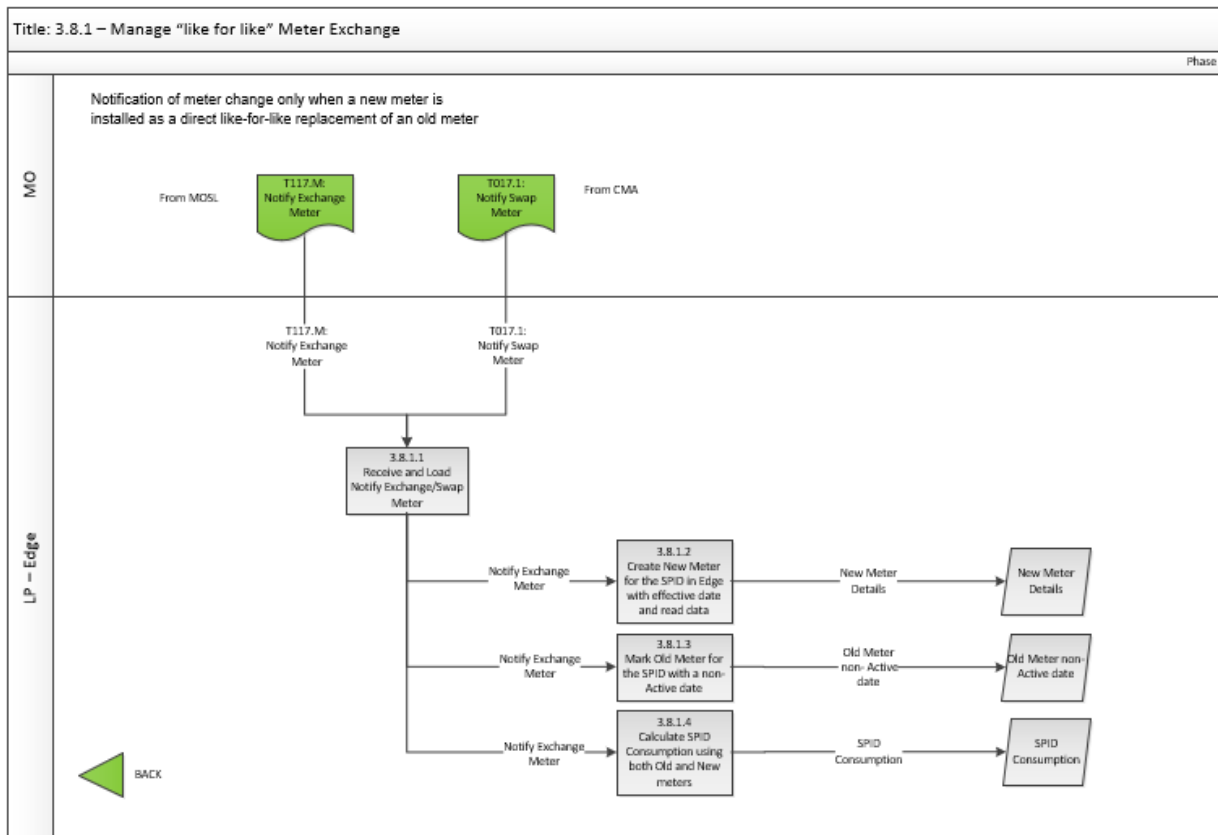 Title: 3.8.1 – Manage “like for like” Meter Exchange
Phase
MO
Notification of meter change only when a new meter is
installed as a direct like-for-like replacement of an old meter
From MOSL
T117.M:
Notify Exchange
Meter
T017.1:
Notify Swap
Meter
From CMA
LP – Edge
T117.M:
Notify Exchange
Meter
T017.1:
Notify Swap
Meter
3.8.1.1
Receive and Load
Notify Exchange/Swap
Meter
Notify Exchange
Meter
3.8.1.2
Create New Meter
for the SPID in Edge
with effective date
and read data
New Meter
Details
New Meter
Details
Notify Exchange
Meter
3.8.1.3
Mark Old Meter for
the SPID with a non-
Active date
Old Meter
non- Active
date
Old Meter non-
Active date
Notify Exchange
Meter
3.8.1.4
Calculate SPID
Consumption using
both Old and New
meters
SPID
Consumption
SPID
Consumption
BACK